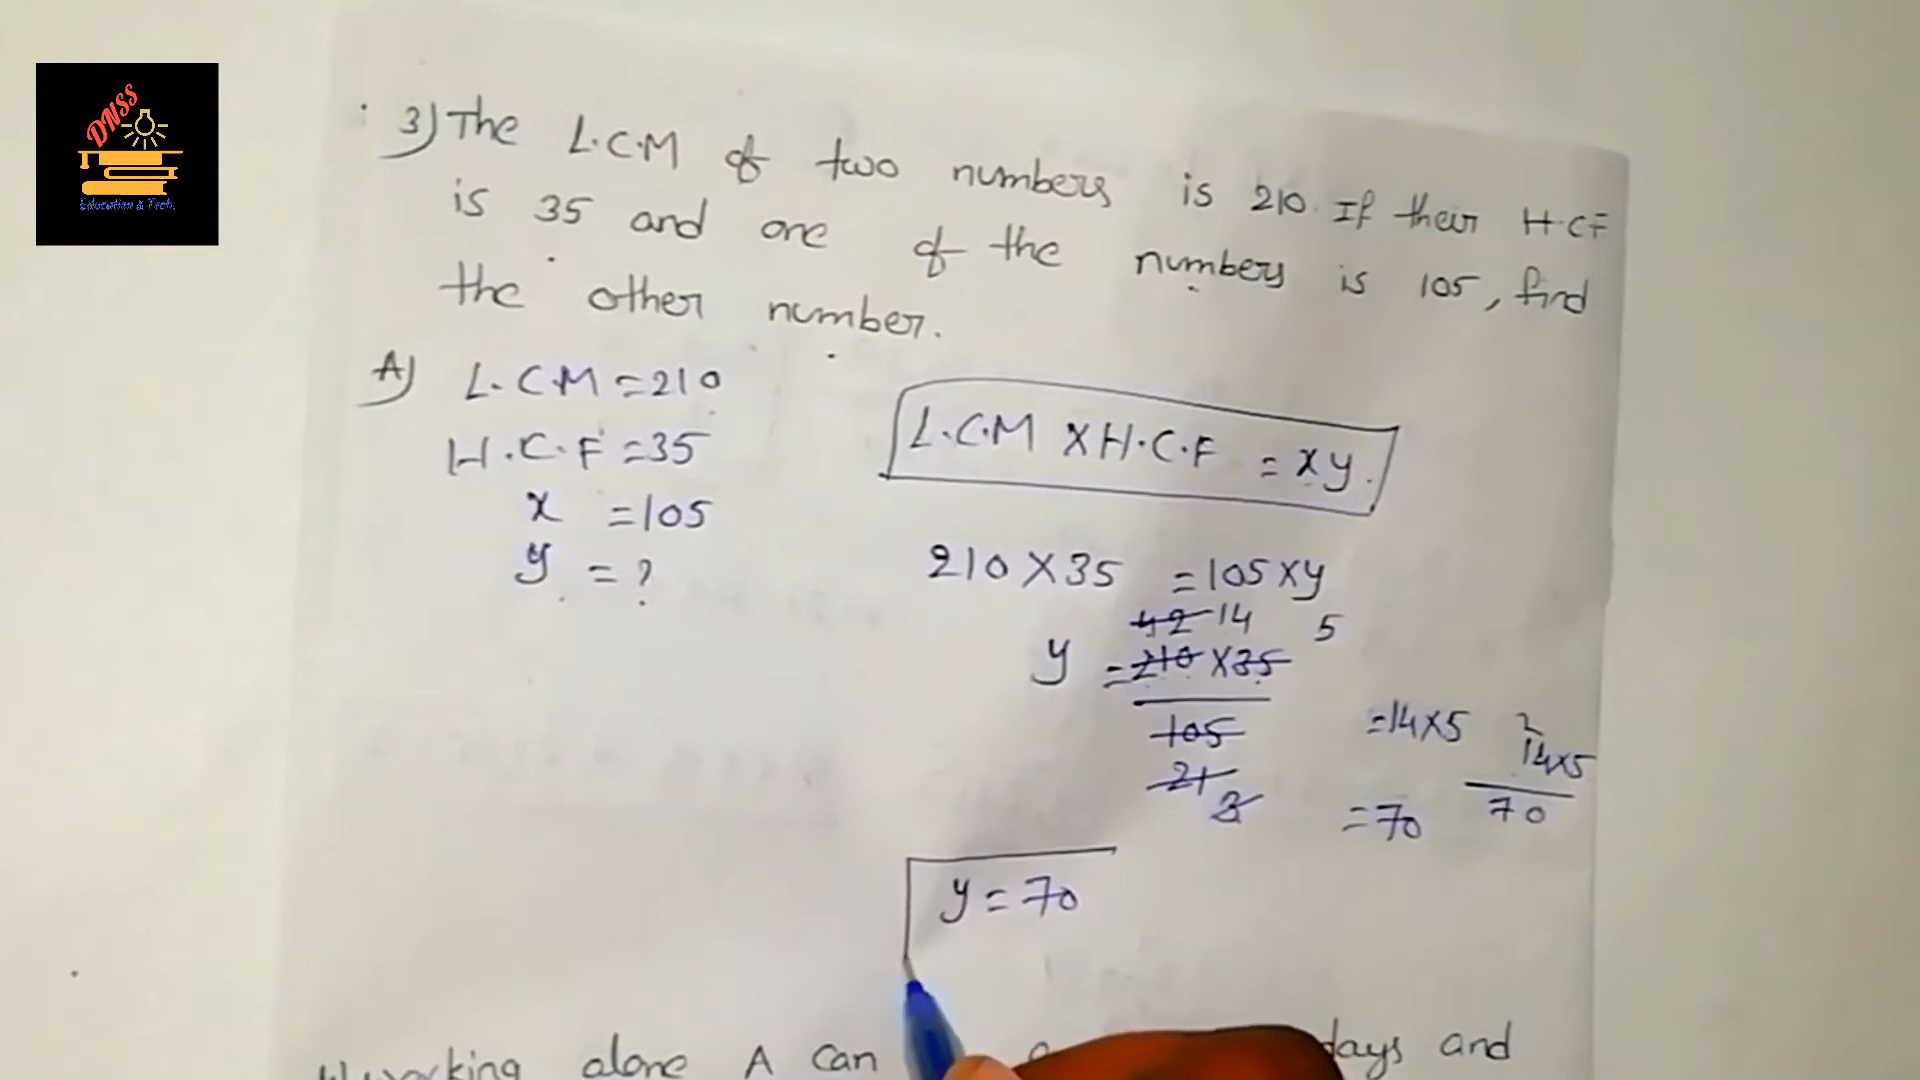 DNSS
Education & Tech.
3) The L.C.M of two numbers is 210. If their H.C.F
is 35 and one of the numbers is 105, find
the other number.
A) L.C.M = 210
H.C.F = 35
x = 105
y = ?
L.C.M X H.C.F = xy.
210 X 35 = 105 X y
42 14 5
y = 210 X 35
105
21
3
= 14 X 5
= 70
2
14 X 5
70
y = 70
working alone A can
days and